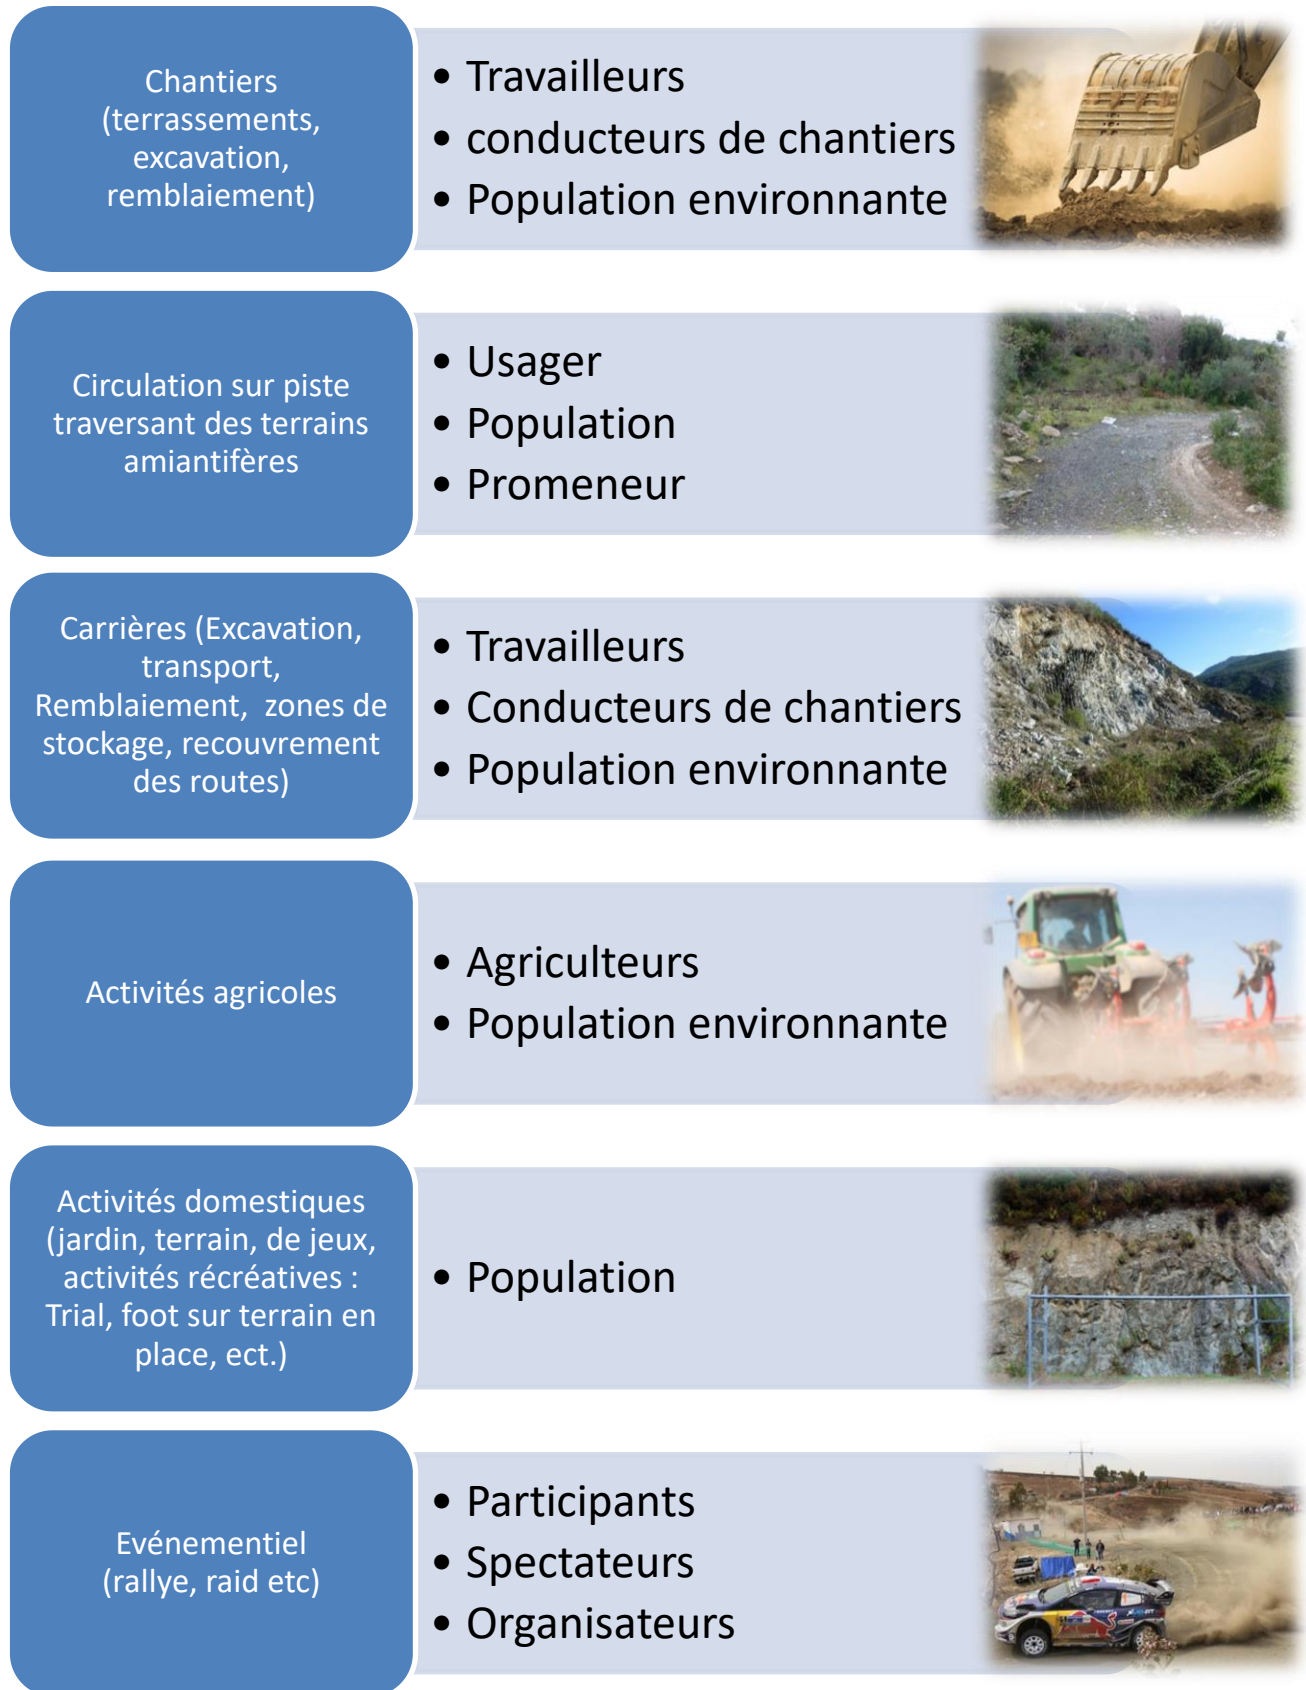 Chantiers
(terrassements,
excavation,
remblaiement)
• Travailleurs
• conducteurs de chantiers
• Population environnante
Circulation sur piste
traversant des terrains
amiantifères
• Usager
• Population
• Promeneur
Carrières (Excavation,
transport,
Remblaiement, zones de
stockage, recouvrement
des routes)
• Travailleurs
• Conducteurs de chantiers
• Population environnante
Activités agricoles
• Agriculteurs
• Population environnante
Activités domestiques
(jardin, terrain, de jeux,
activités récréatives :
Trial, foot sur terrain en
place, ect.)
• Population
Evénementiel
(rallye, raid etc)
• Participants
• Spectateurs
• Organisateurs